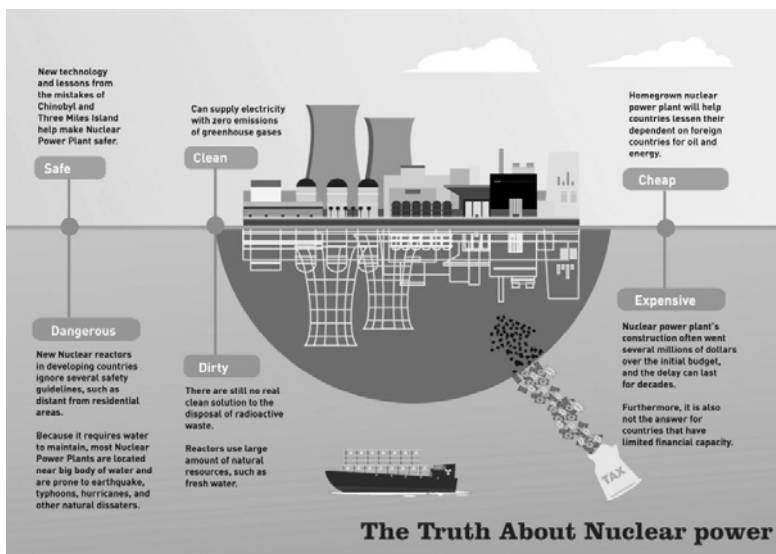 New technology
and lessons from
the mistakes of
Chinobyl and
Three Miles Island
help make Nuclear
Power Plant safer.
Safe
Can supply electricity
with zero emissions
of greenhouse gases
Clean
Homegrown nuclear
power plant will help
countries lessen their
dependent on foreign
countries for oil and
energy.
Cheap
Dangerous
New Nuclear reactors
in developing countries
ignore several safety
guidelines, such as
distant from residential
areas.
Because it requires water
to maintain, most Nuclear
Power Plants are located
near big body of water and
are prone to earthquake,
typhoons, hurricanes, and
other natural dissaters.
Dirty
There are still no real
clean solution to the
disposal of radioactive
waste.
Reactors use large
amount of natural
resources, such as
fresh water.
Expensive
Nuclear power plant's
construction often went
several millions of dollars
over the initial budget,
and the delay can last
for decades.
Furthermore, it is also
not the answer for
countries that have
limited financial capacity.
TAX
The Truth About Nuclear power